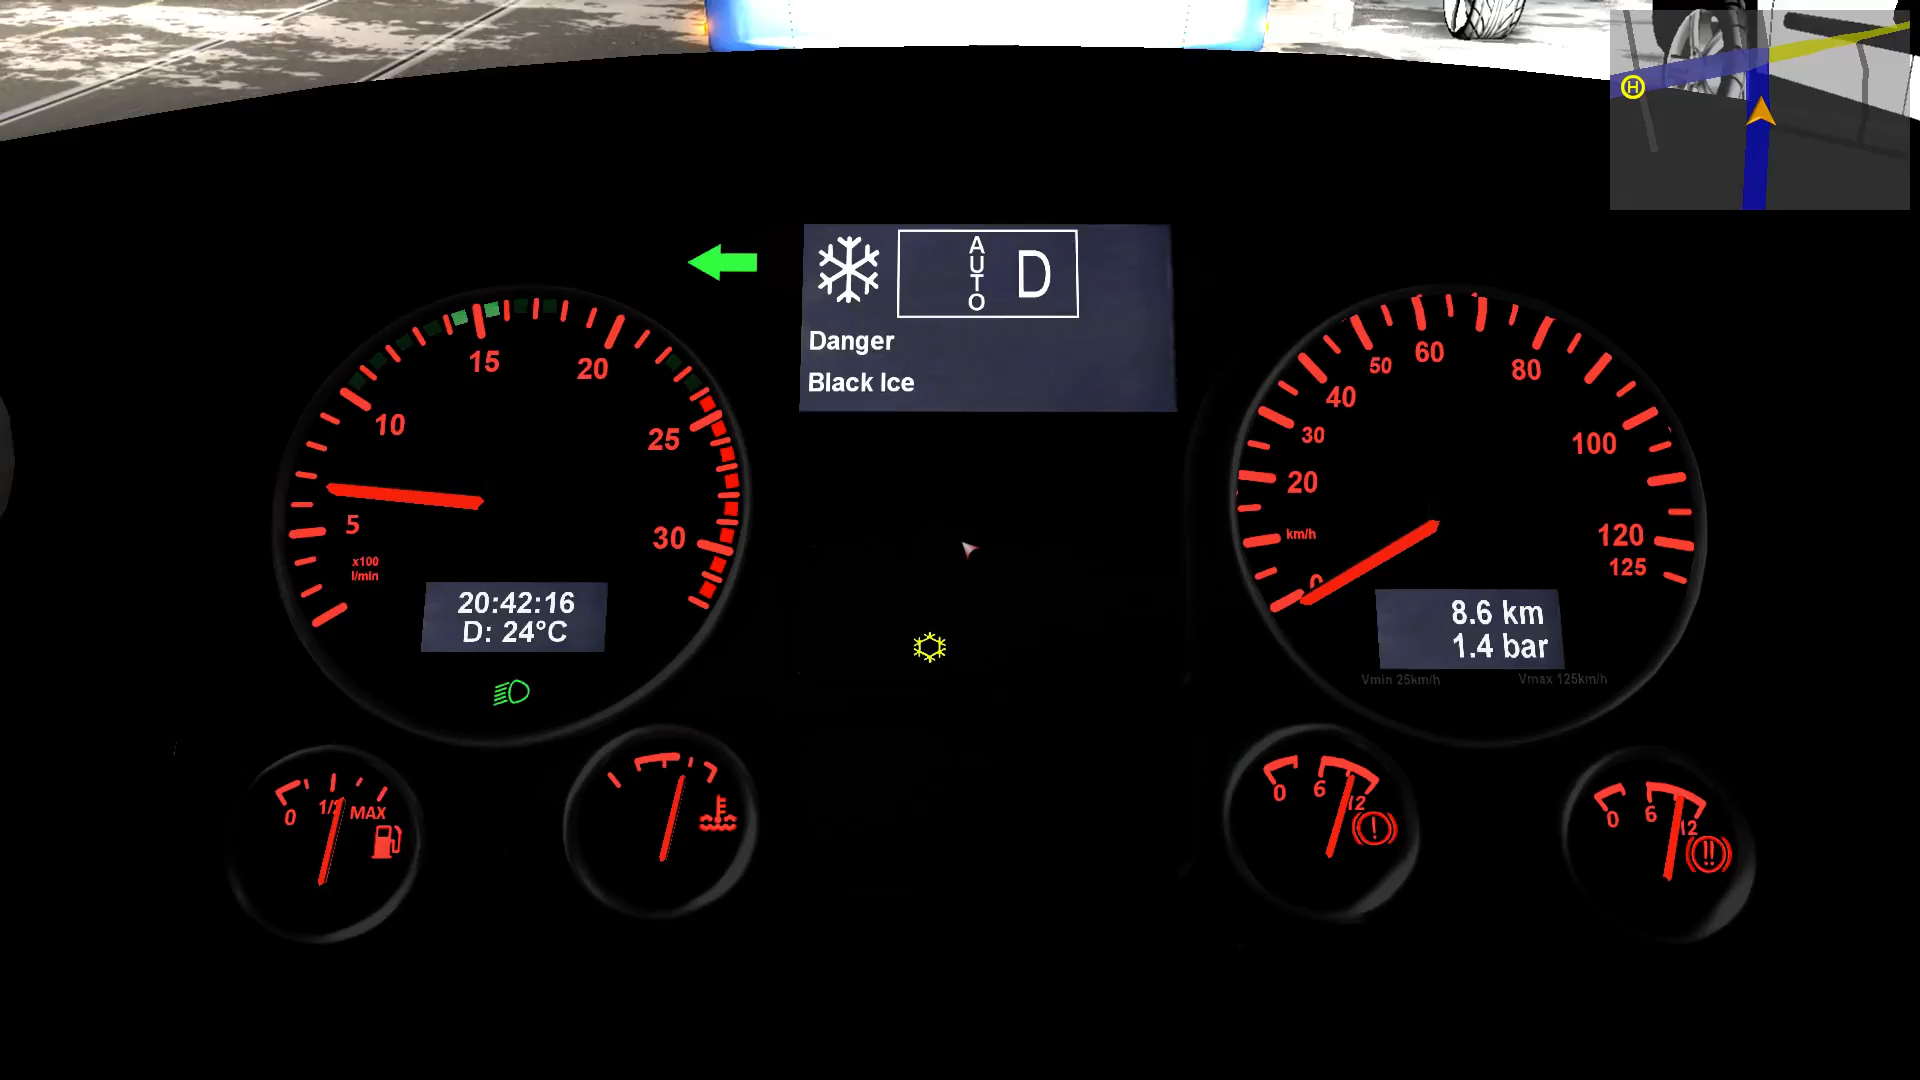 H
AUTO D
Danger
Black Ice
5
10
15
20
25
30
x100
l/min
20:42:16
D: 24°C
0
20
30
40
50
60
80
100
120
125
km/h
8.6 km
1.4 bar
Vmin 25km/h Vmax 125km/h
0 1/2 MAX
0 6 12
!
0 6 12
!!